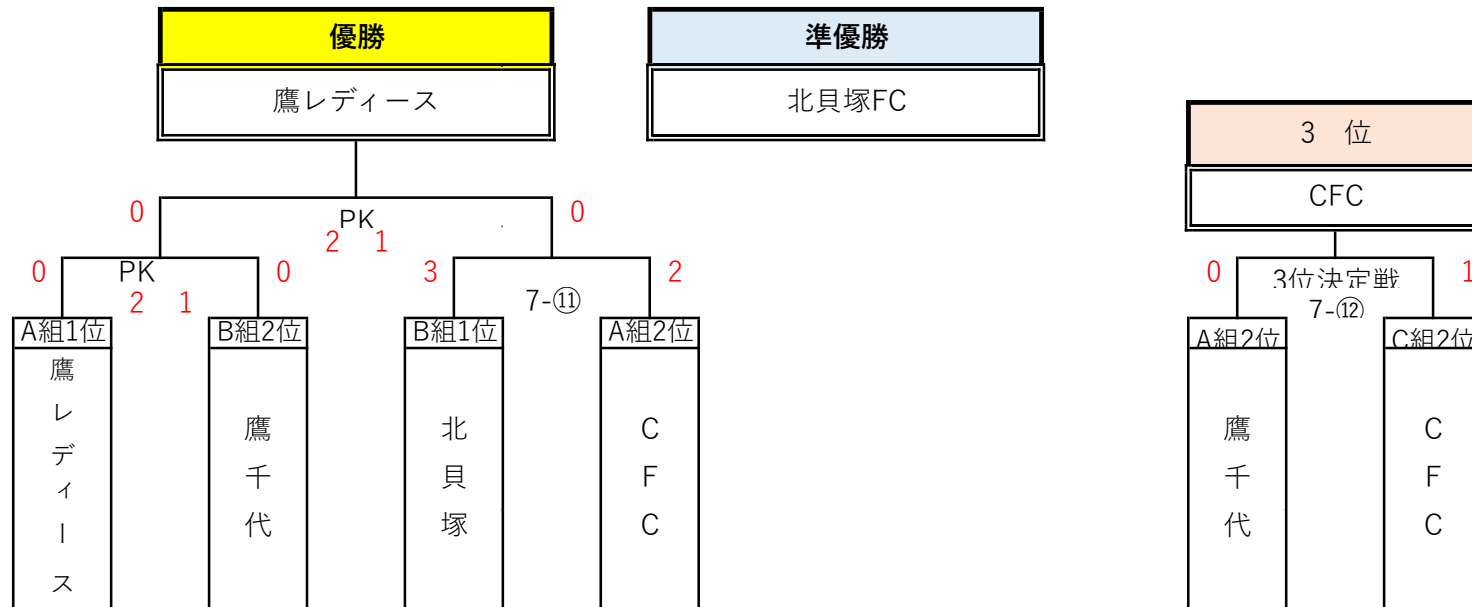 優勝
準優勝
鷹レディース
北貝塚FC
3 位
CFC
0
PK
0
2 1
0
PK
0
3
2
0
3位決定戦
1
2 1
7-⑪
7-⑫
A組1位
B組2位
B組1位
A組2位
A組2位
C組2位
鷹レディース
鷹千代
北貝塚
CFC
鷹千代
CFC